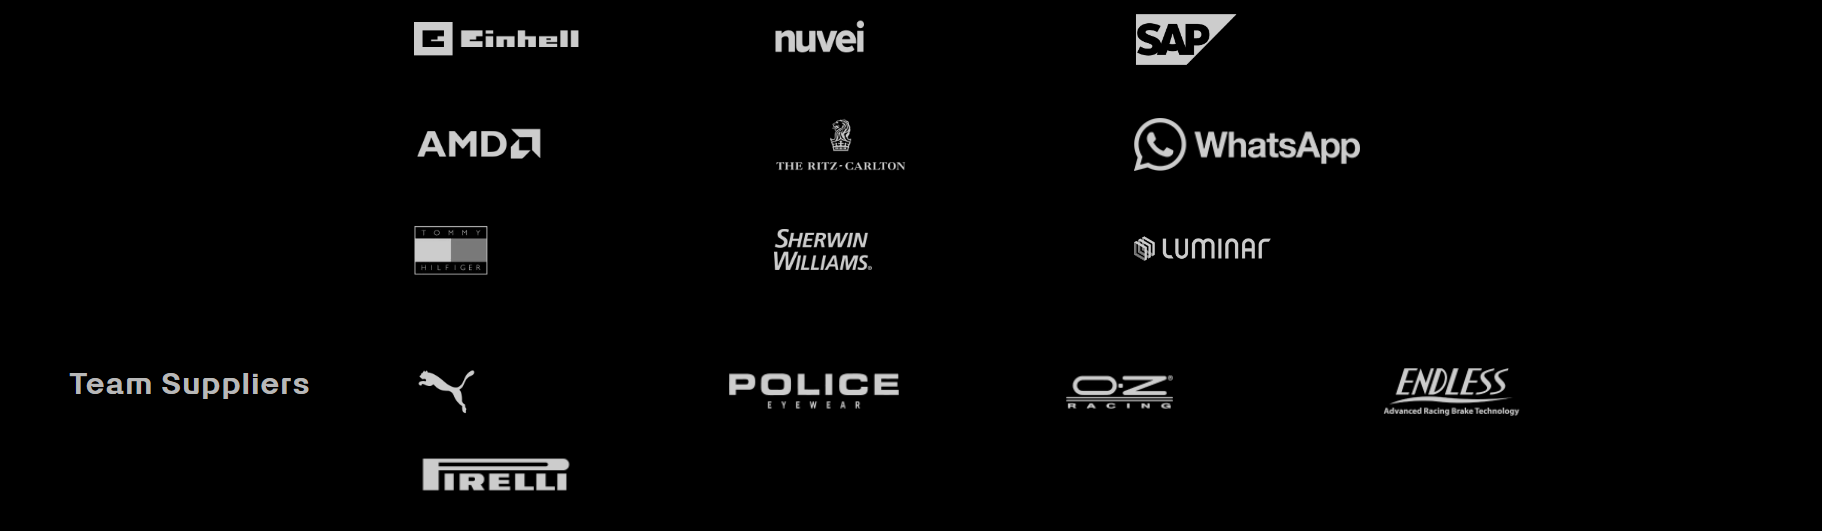 Einhell
nuvei
SAP
AMD
THE RITZ-CARLTON
WhatsApp
TOMMY
HILFIGER
SHERWIN
WILLIAMS®
LUMINAR
Team Suppliers
POLICE
EYEWEAR
O·Z®
RACING
ENDLESS
Advanced Racing Brake Technology
PIRELLI